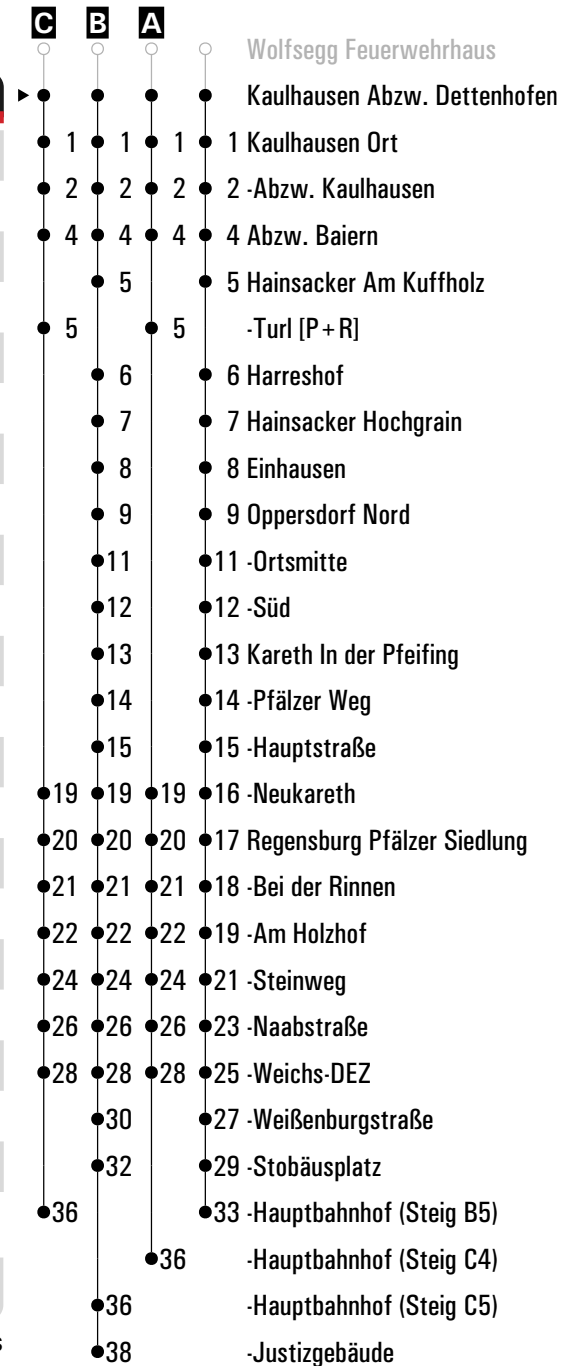 C B A
Wolfsegg Feuerwehrhaus
Kaulhausen Abzw. Dettenhofen
1 1 1 1 Kaulhausen Ort
2 2 2 2 -Abzw. Kaulhausen
4 4 4 4 Abzw. Baiern
5 5 Hainsacker Am Kuffholz
5 5 -Turl [P+R]
6 6 Harreshof
7 7 Hainsacker Hochgrain
8 8 Einhausen
9 9 Oppersdorf Nord
11 11 -Ortsmitte
12 12 -Süd
13 13 Kareth In der Pfeifing
14 14 -Pfälzer Weg
15 15 -Hauptstraße
19 19 19 16 -Neukareth
20 20 20 17 Regensburg Pfälzer Siedlung
21 21 21 18 -Bei der Rinnen
22 22 22 19 -Am Holzhof
24 24 24 21 -Steinweg
26 26 26 23 -Naabstraße
28 28 28 25 -Weichs-DEZ
30 27 -Weißenburgstraße
32 29 -Stobäusplatz
36 33 -Hauptbahnhof (Steig B5)
36 -Hauptbahnhof (Steig C4)
36 -Hauptbahnhof (Steig C5)
s 38 -Justizgebäude